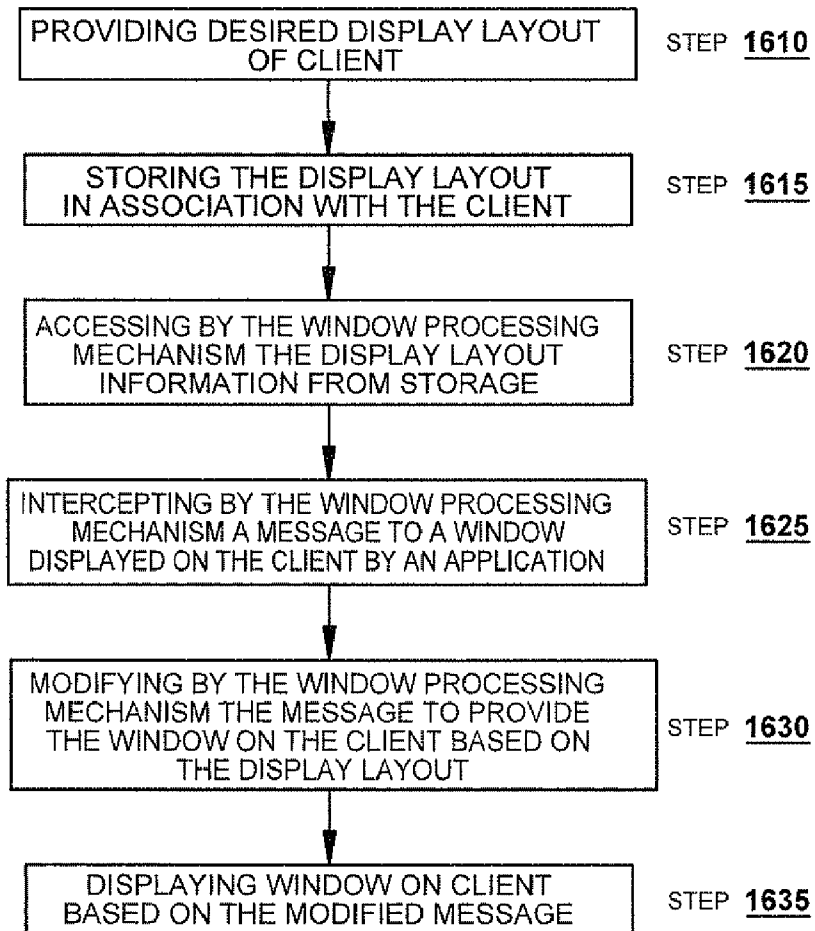 PROVIDING DESIRED DISPLAY LAYOUT
OF CLIENT
STEP 1610
STORING THE DISPLAY LAYOUT
IN ASSOCIATION WITH THE CLIENT
STEP 1615
ACCESSING BY THE WINDOW PROCESSING
MECHANISM THE DISPLAY LAYOUT
INFORMATION FROM STORAGE
STEP 1620
INTERCEPTING BY THE WINDOW PROCESSING
MECHANISM A MESSAGE TO A WINDOW
DISPLAYED ON THE CLIENT BY AN APPLICATION
STEP 1625
MODIFYING BY THE WINDOW PROCESSING
MECHANISM THE MESSAGE TO PROVIDE
THE WINDOW ON THE CLIENT BASED ON
THE DISPLAY LAYOUT
STEP 1630
DISPLAYING WINDOW ON CLIENT
BASED ON THE MODIFIED MESSAGE
STEP 1635